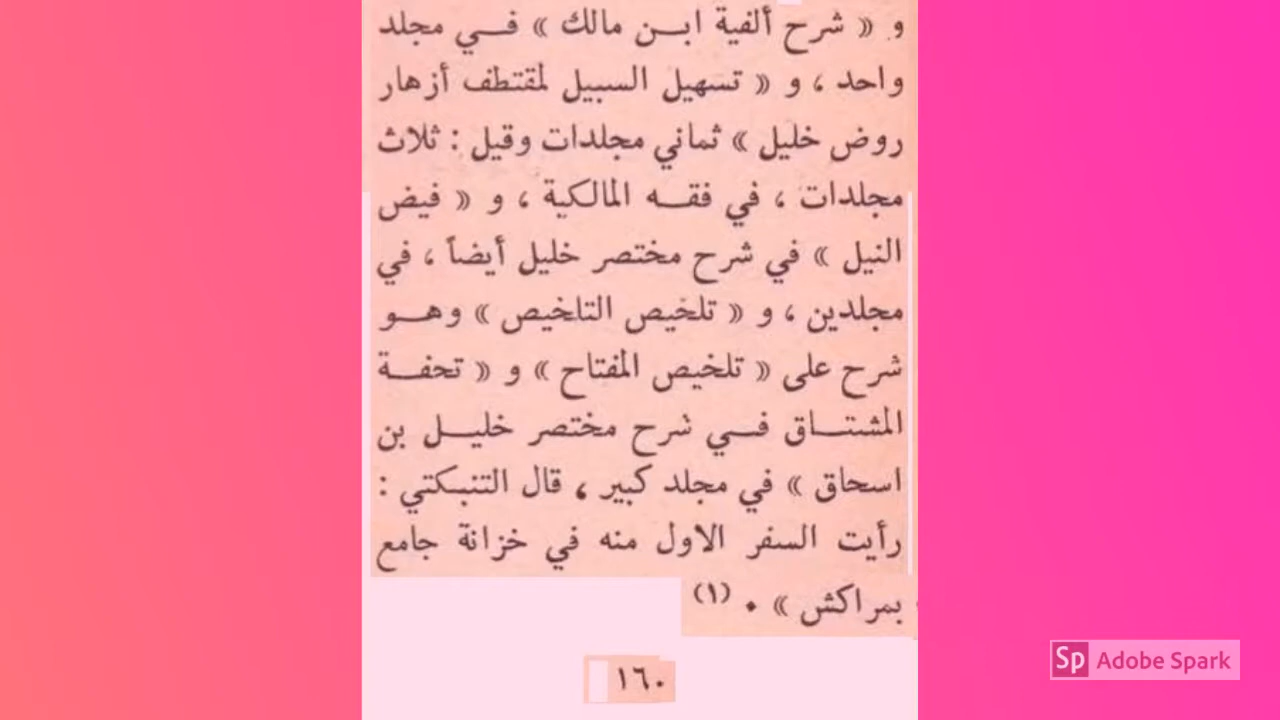 و « شرح ألفية ابن مالك » في مجلد
واحد ، و « تسهيل السبيل لمقتطف أزهار
روض خليل » ثماني مجلدات وقيل : ثلاث
مجلدات ، في فقه المالكية ، و « فيض
النيل » في شرح مختصر خليل أيضاً ، في
مجلدين ، و « تلخيص التلخيص » وهو
شرح على « تلخيص المفتاح » و « تحفة
المشتاق في شرح مختصر خليل بن
اسحاق » في مجلد كبير ، قال التنبكتي :
رأيت السفر الاول منه في خزانة جامع
بمراكش » . (١)
١٦٠
Sp Adobe Spark